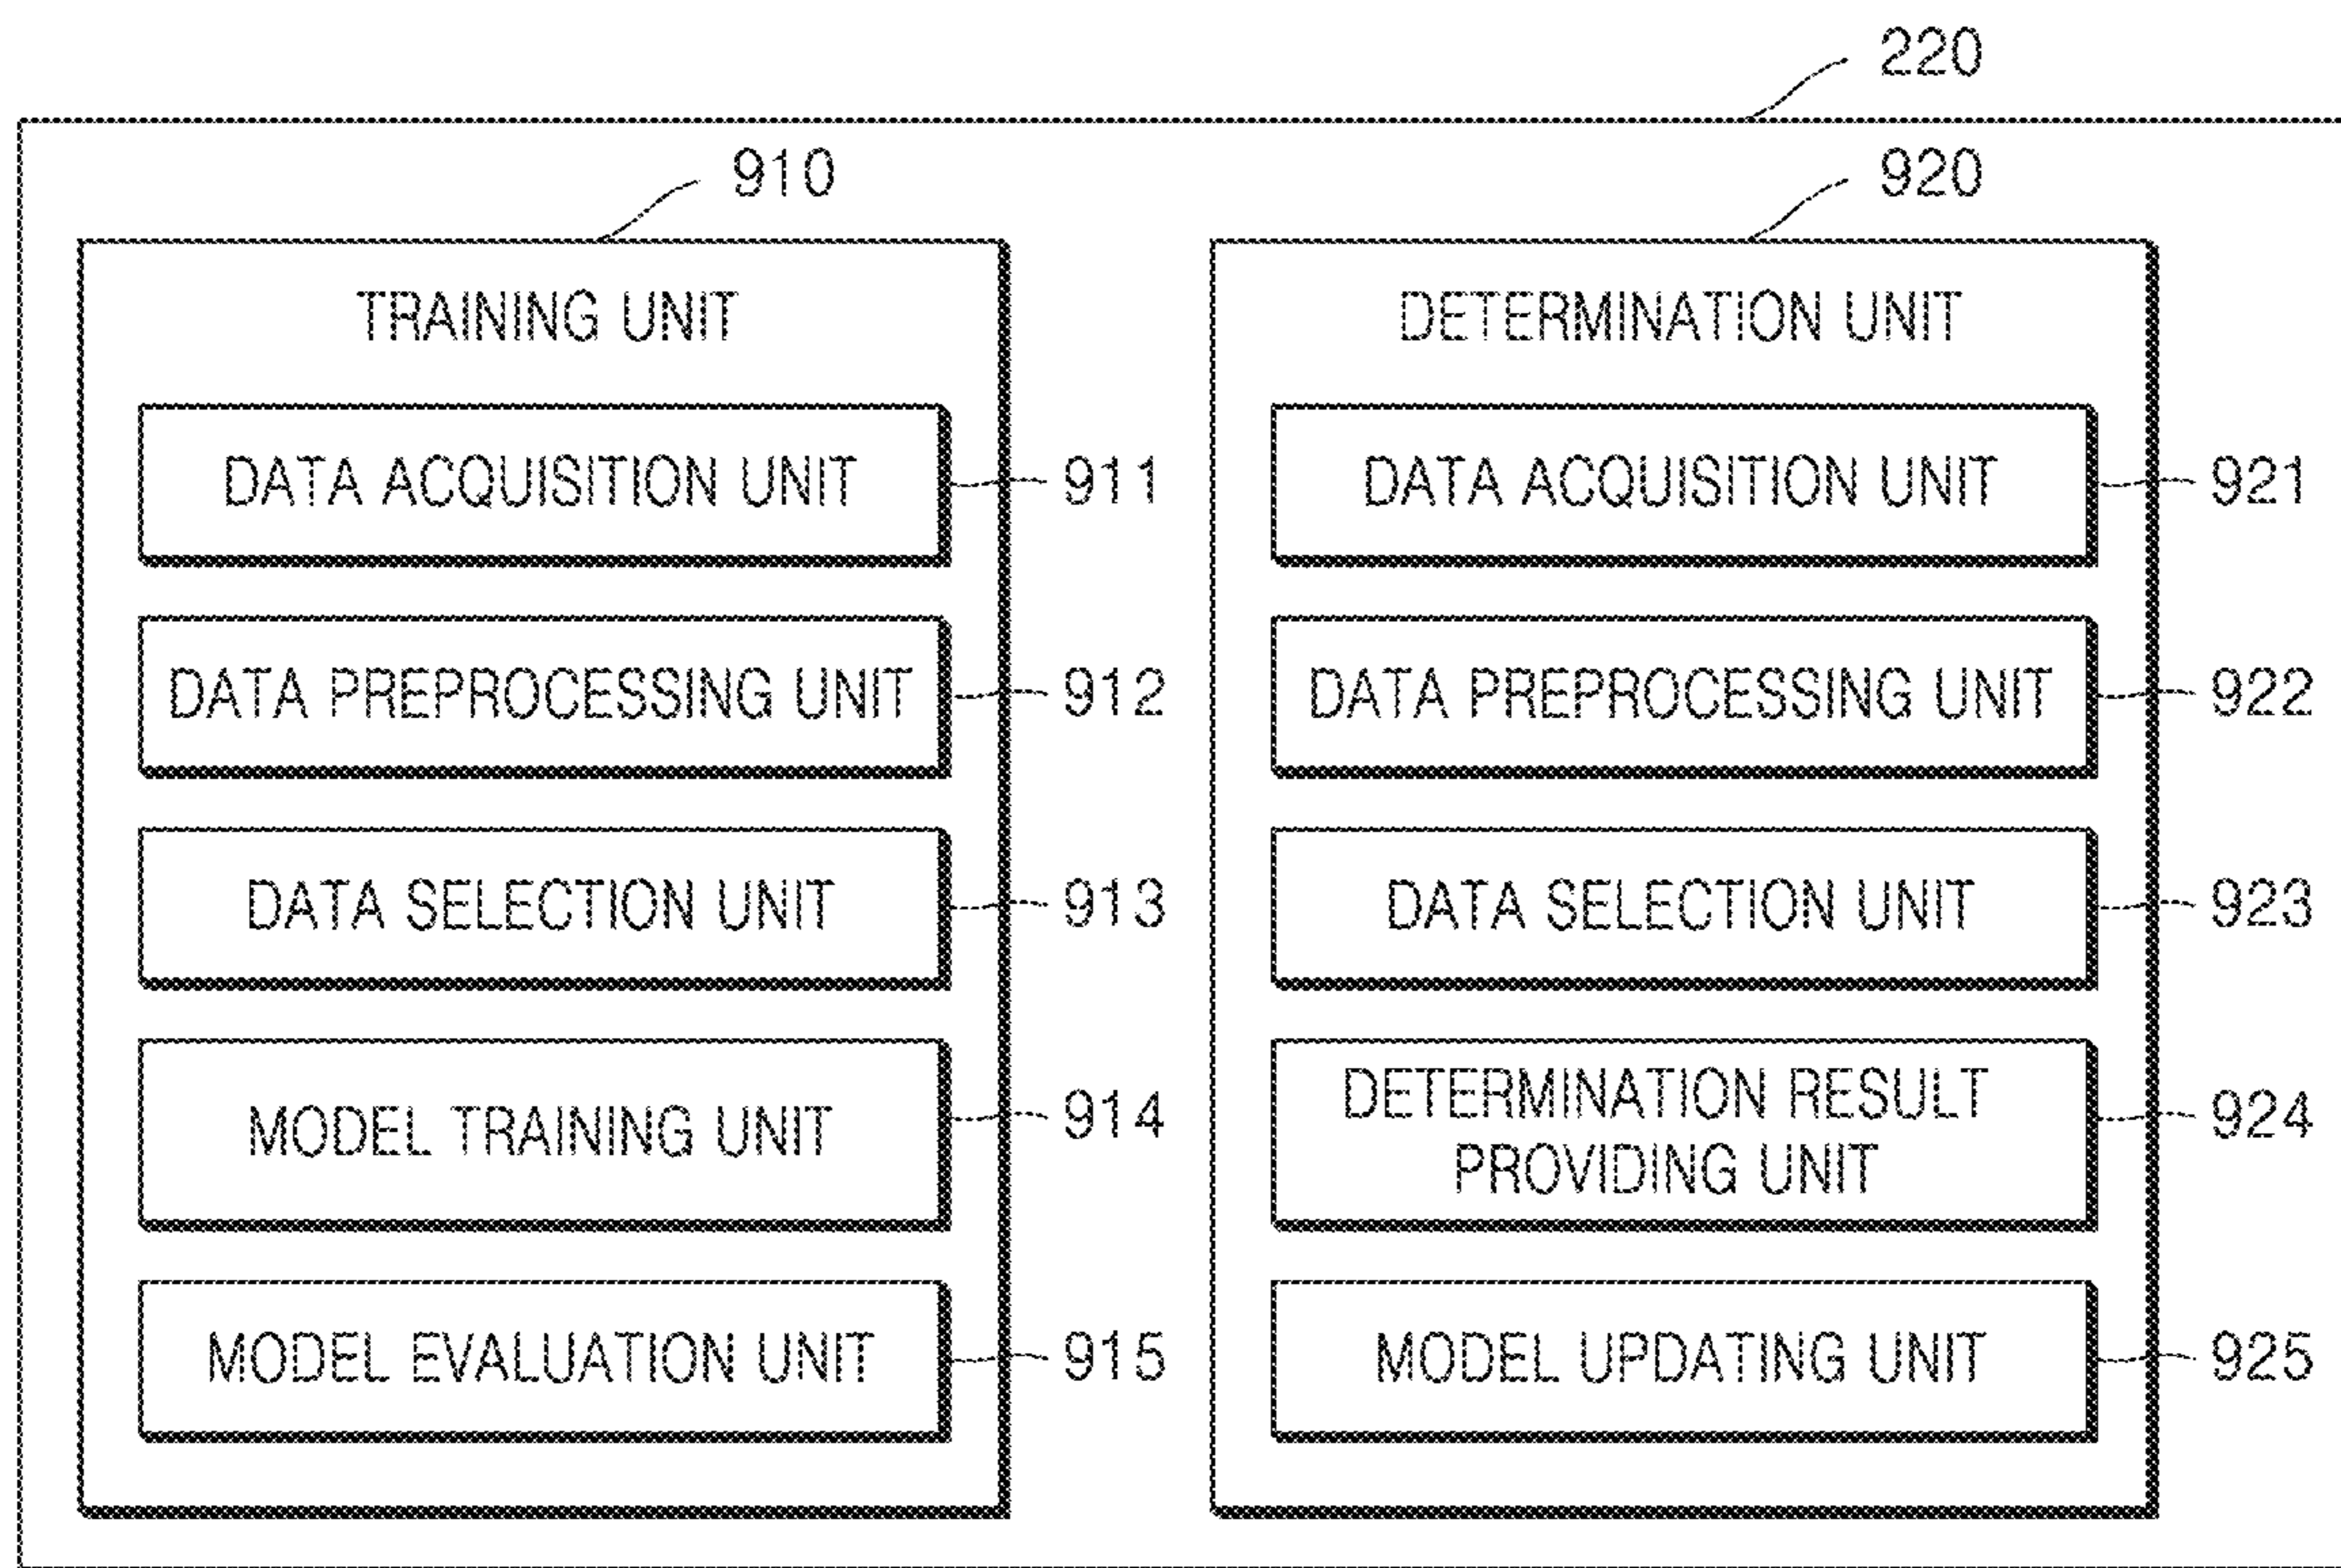 220
910
TRAINING UNIT
DATA ACQUISITION UNIT
911
DATA PREPROCESSING UNIT
912
DATA SELECTION UNIT
913
MODEL TRAINING UNIT
914
MODEL EVALUATION UNIT
915
920
DETERMINATION UNIT
DATA ACQUISITION UNIT
921
DATA PREPROCESSING UNIT
922
DATA SELECTION UNIT
923
DETERMINATION RESULT
PROVIDING UNIT
924
MODEL UPDATING UNIT
925